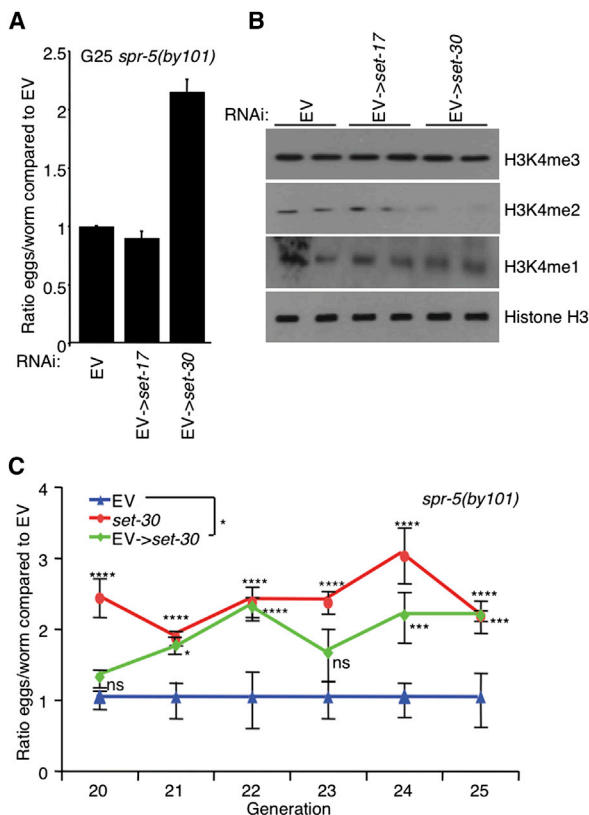 A
G25 spr-5(by101)
Ratio eggs/worm compared to EV
2.5
2
1.5
1
0.5
0
RNAi:
EV
EV->set-17
EV->set-30
B
RNAi:
EV
EV->set-17
EV->set-30
H3K4me3
H3K4me2
H3K4me1
Histone H3
C
Ratio eggs/worm compared to EV
4
3
2
1
0
EV
set-30
EV->set-30
*
spr-5(by101)
****
ns
****
*
****
****
****
ns
****
***
****
***
20 21 22 23 24 25
Generation